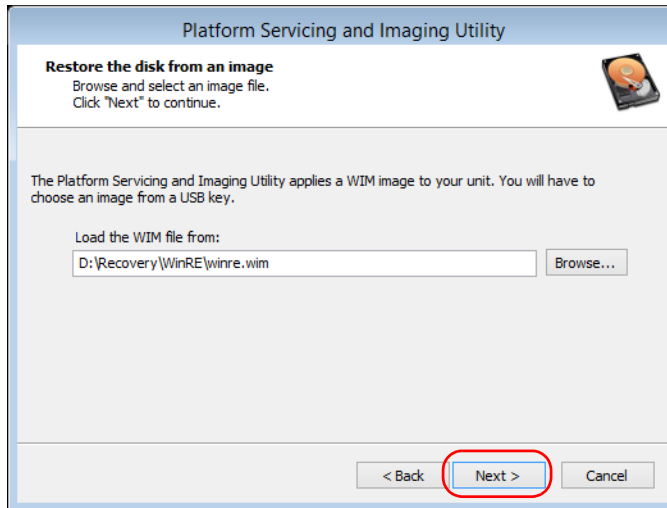 Platform Servicing and Imaging Utility
Restore the disk from an image
Browse and select an image file.
Click "Next" to continue.
The Platform Servicing and Imaging Utility applies a WIM image to your unit. You will have to
choose an image from a USB key.
Load the WIM file from:
D:\Recovery\WinRE\winre.wim
Browse...
< Back
Next >
Cancel